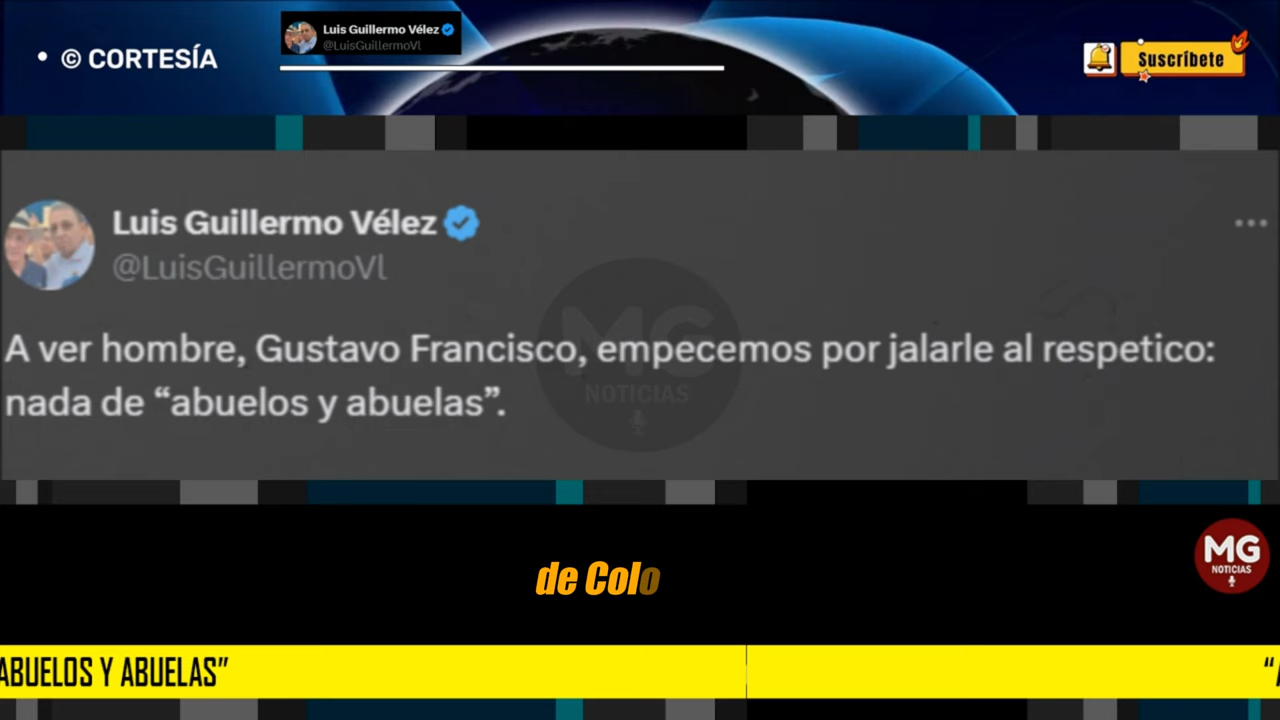 • © CORTESÍA
Luis Guillermo Vélez
@LuisGuillermoVl
Suscríbete
Luis Guillermo Vélez
@LuisGuillermoVl
A ver hombre, Gustavo Francisco, empecemos por jalarle al respetico:
nada de “abuelos y abuelas”.
MG
NOTICIAS
de Colo
MG
NOTICIAS
ABUELOS Y ABUELAS”
“